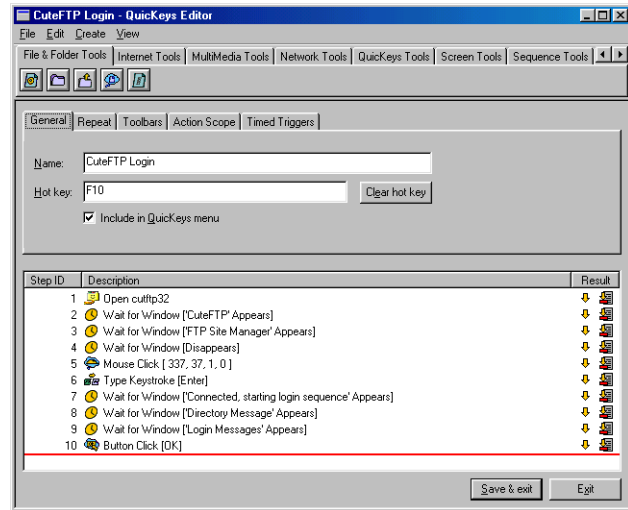 CuteFTP Login - QuicKeys Editor
File Edit Create View
File & Folder Tools Internet Tools MultiMedia Tools Network Tools QuicKeys Tools Screen Tools Sequence Tools
General Repeat Toolbars Action Scope Timed Triggers
Name: CuteFTP Login
Hot key: F10 Clear hot key
Include in QuicKeys menu
Step ID Description Result
1 Open cutftp32
2 Wait for Window ['CuteFTP' Appears]
3 Wait for Window ['FTP Site Manager' Appears]
4 Wait for Window [Disappears]
5 Mouse Click [ 337, 37, 1, 0 ]
6 Type Keystroke [Enter]
7 Wait for Window ['Connected, starting login sequence' Appears]
8 Wait for Window ['Directory Message' Appears]
9 Wait for Window ['Login Messages' Appears]
10 Button Click [OK]
Save & exit Exit